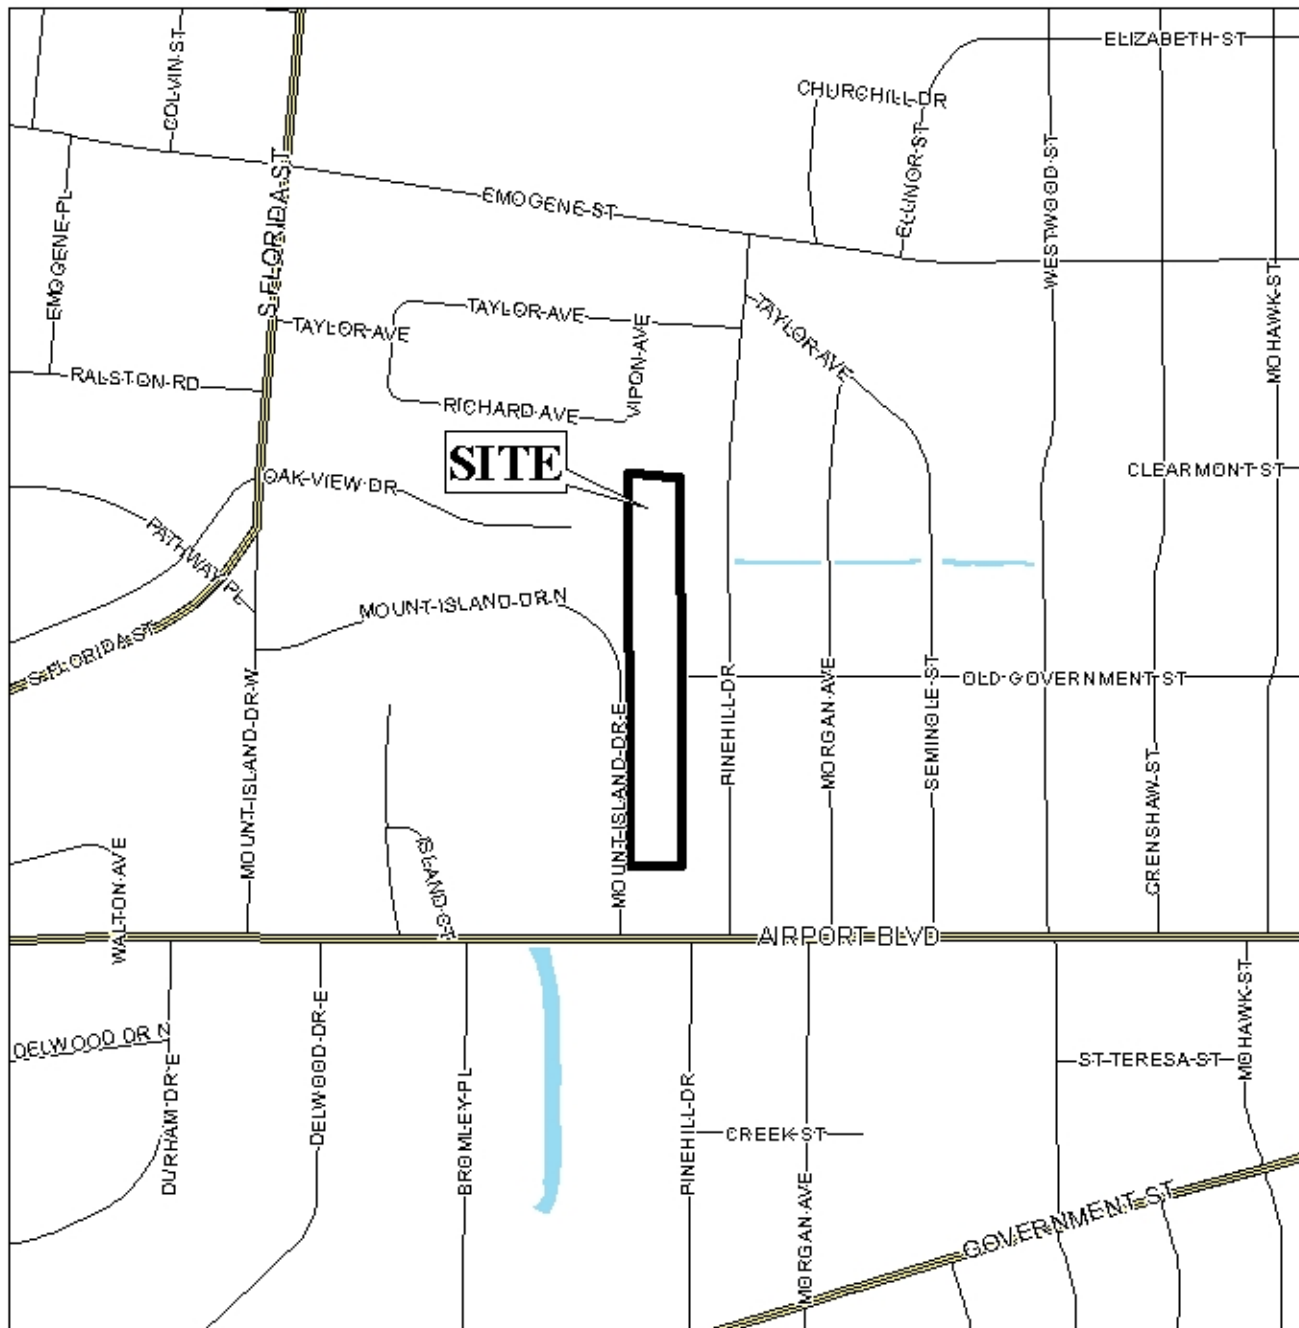 ELIZABETH ST
COLVIN ST
CHURCHILL DR
ELLINOR ST
WESTWOOD ST
EMOGENE PL
S FLORIDA ST
EMOGENE ST
MOHAWK ST
TAYLOR AVE
TAYLOR AVE
VIPON AVE
TAYLOR AVE
RALSTON RD
RICHARD AVE
SITE
CLEARMONT ST
OAK VIEW DR
PATHWAY PL
MOUNT ISLAND DR N
S FLORIDA ST
MOUNT ISLAND DR W
MOUNT ISLAND DR E
PINEHILL DR
MORGAN AVE
SEMINOLE ST
OLD GOVERNMENT ST
CRENSHAW ST
WALTON AVE
ISLAND CT
AIRPORT BLVD
DELWOOD DR N
DURHAM DR E
DELWOOD DR E
BROMLEY PL
PINEHILL DR
CREEK ST
MORGAN AVE
ST TERESA ST
MOHAWK ST
GOVERNMENT ST